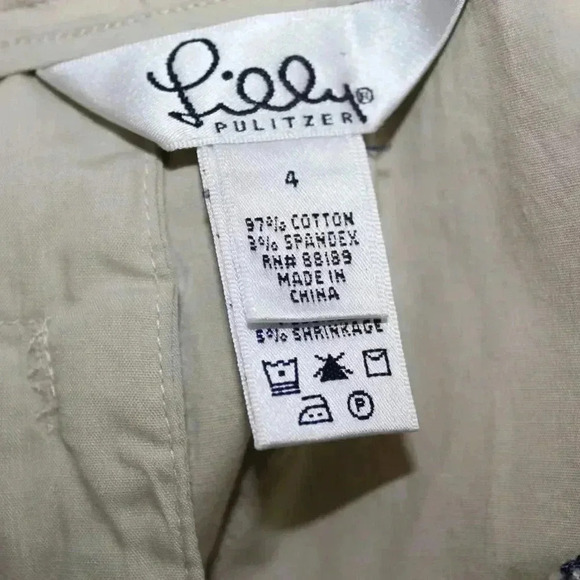 Lilly®
PULITZER
4
97% COTTON
3% SPANDEX
RN# 88189
MADE IN
CHINA
5% SHRINKAGE
P